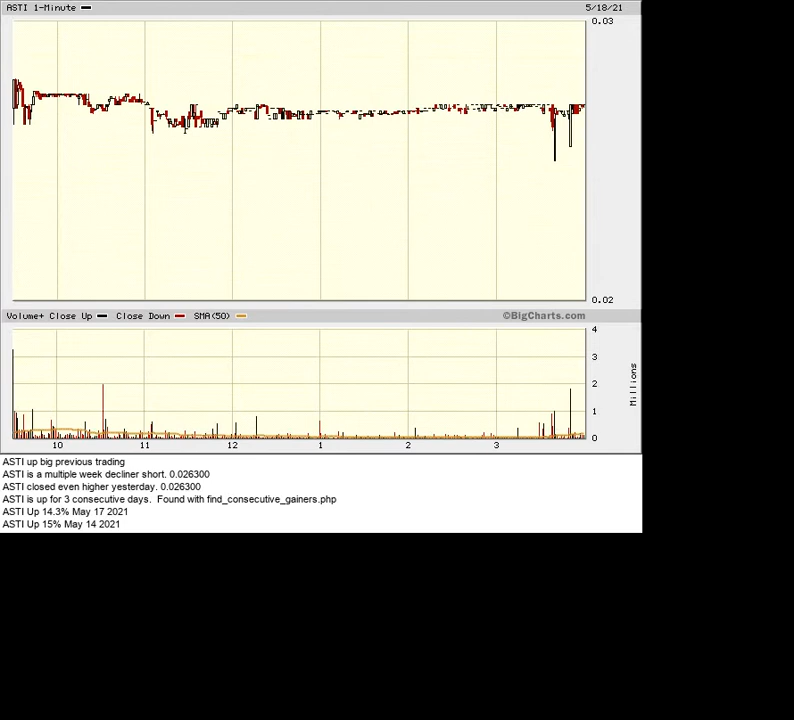 ASTI 1-Minute 5/18/21
0.03
0.02
Volume+ Close Up Close Down SMA(50) ©BigCharts.com
4
3
2
1
0
Millions
10 11 12 1 2 3
ASTI up big previous trading
ASTI is a multiple week decliner short. 0.026300
ASTI closed even higher yesterday. 0.026300
ASTI is up for 3 consecutive days. Found with find_consecutive_gainers.php
ASTI Up 14.3% May 17 2021
ASTI Up 15% May 14 2021